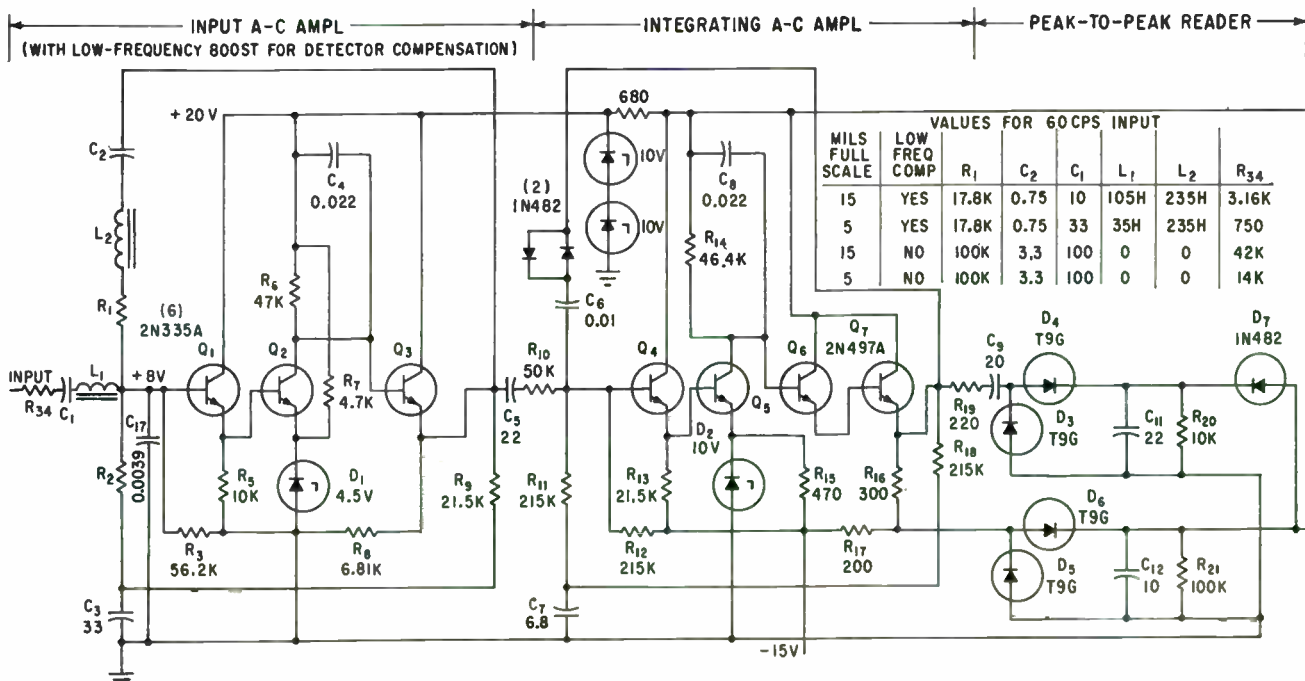 INPUT A-C AMPL
(WITH LOW-FREQUENCY BOOST FOR DETECTOR COMPENSATION)
INTEGRATING A-C AMPL
PEAK-TO-PEAK READER
+20V
680
VALUES FOR 60 CPS INPUT
MILS FULL SCALE LOW FREQ COMP R1 C2 C1 L1 L2 R34
15 YES 17.8K 0.75 10 105H 235H 3.16K
5 YES 17.8K 0.75 33 35H 235H 750
15 NO 100K 3.3 100 0 0 42K
5 NO 100K 3.3 100 0 0 14K
C2
L2
R1
(6)
2N335A
C4
0.022
R6
47K
R7
4.7K
(2)
1N482
10V
10V
C8
0.022
R14
46.4K
C6
0.01
INPUT
R34
C1
L1
+8V
Q1
Q2
Q3
C5
22
R10
50K
Q4
Q5
Q6
Q7
2N497A
C9
20
D4
T9G
D7
1N482
R2
C17
0.0039
R5
10K
D1
4.5V
R9
21.5K
R11
215K
R13
21.5K
D2
10V
R15
470
R16
300
R19
220
R18
215K
D3
T9G
C11
22
R20
10K
R3
56.2K
R8
6.81K
R12
215K
R17
200
D6
T9G
D5
T9G
C12
10
R21
100K
C3
33
C7
6.8
-15V